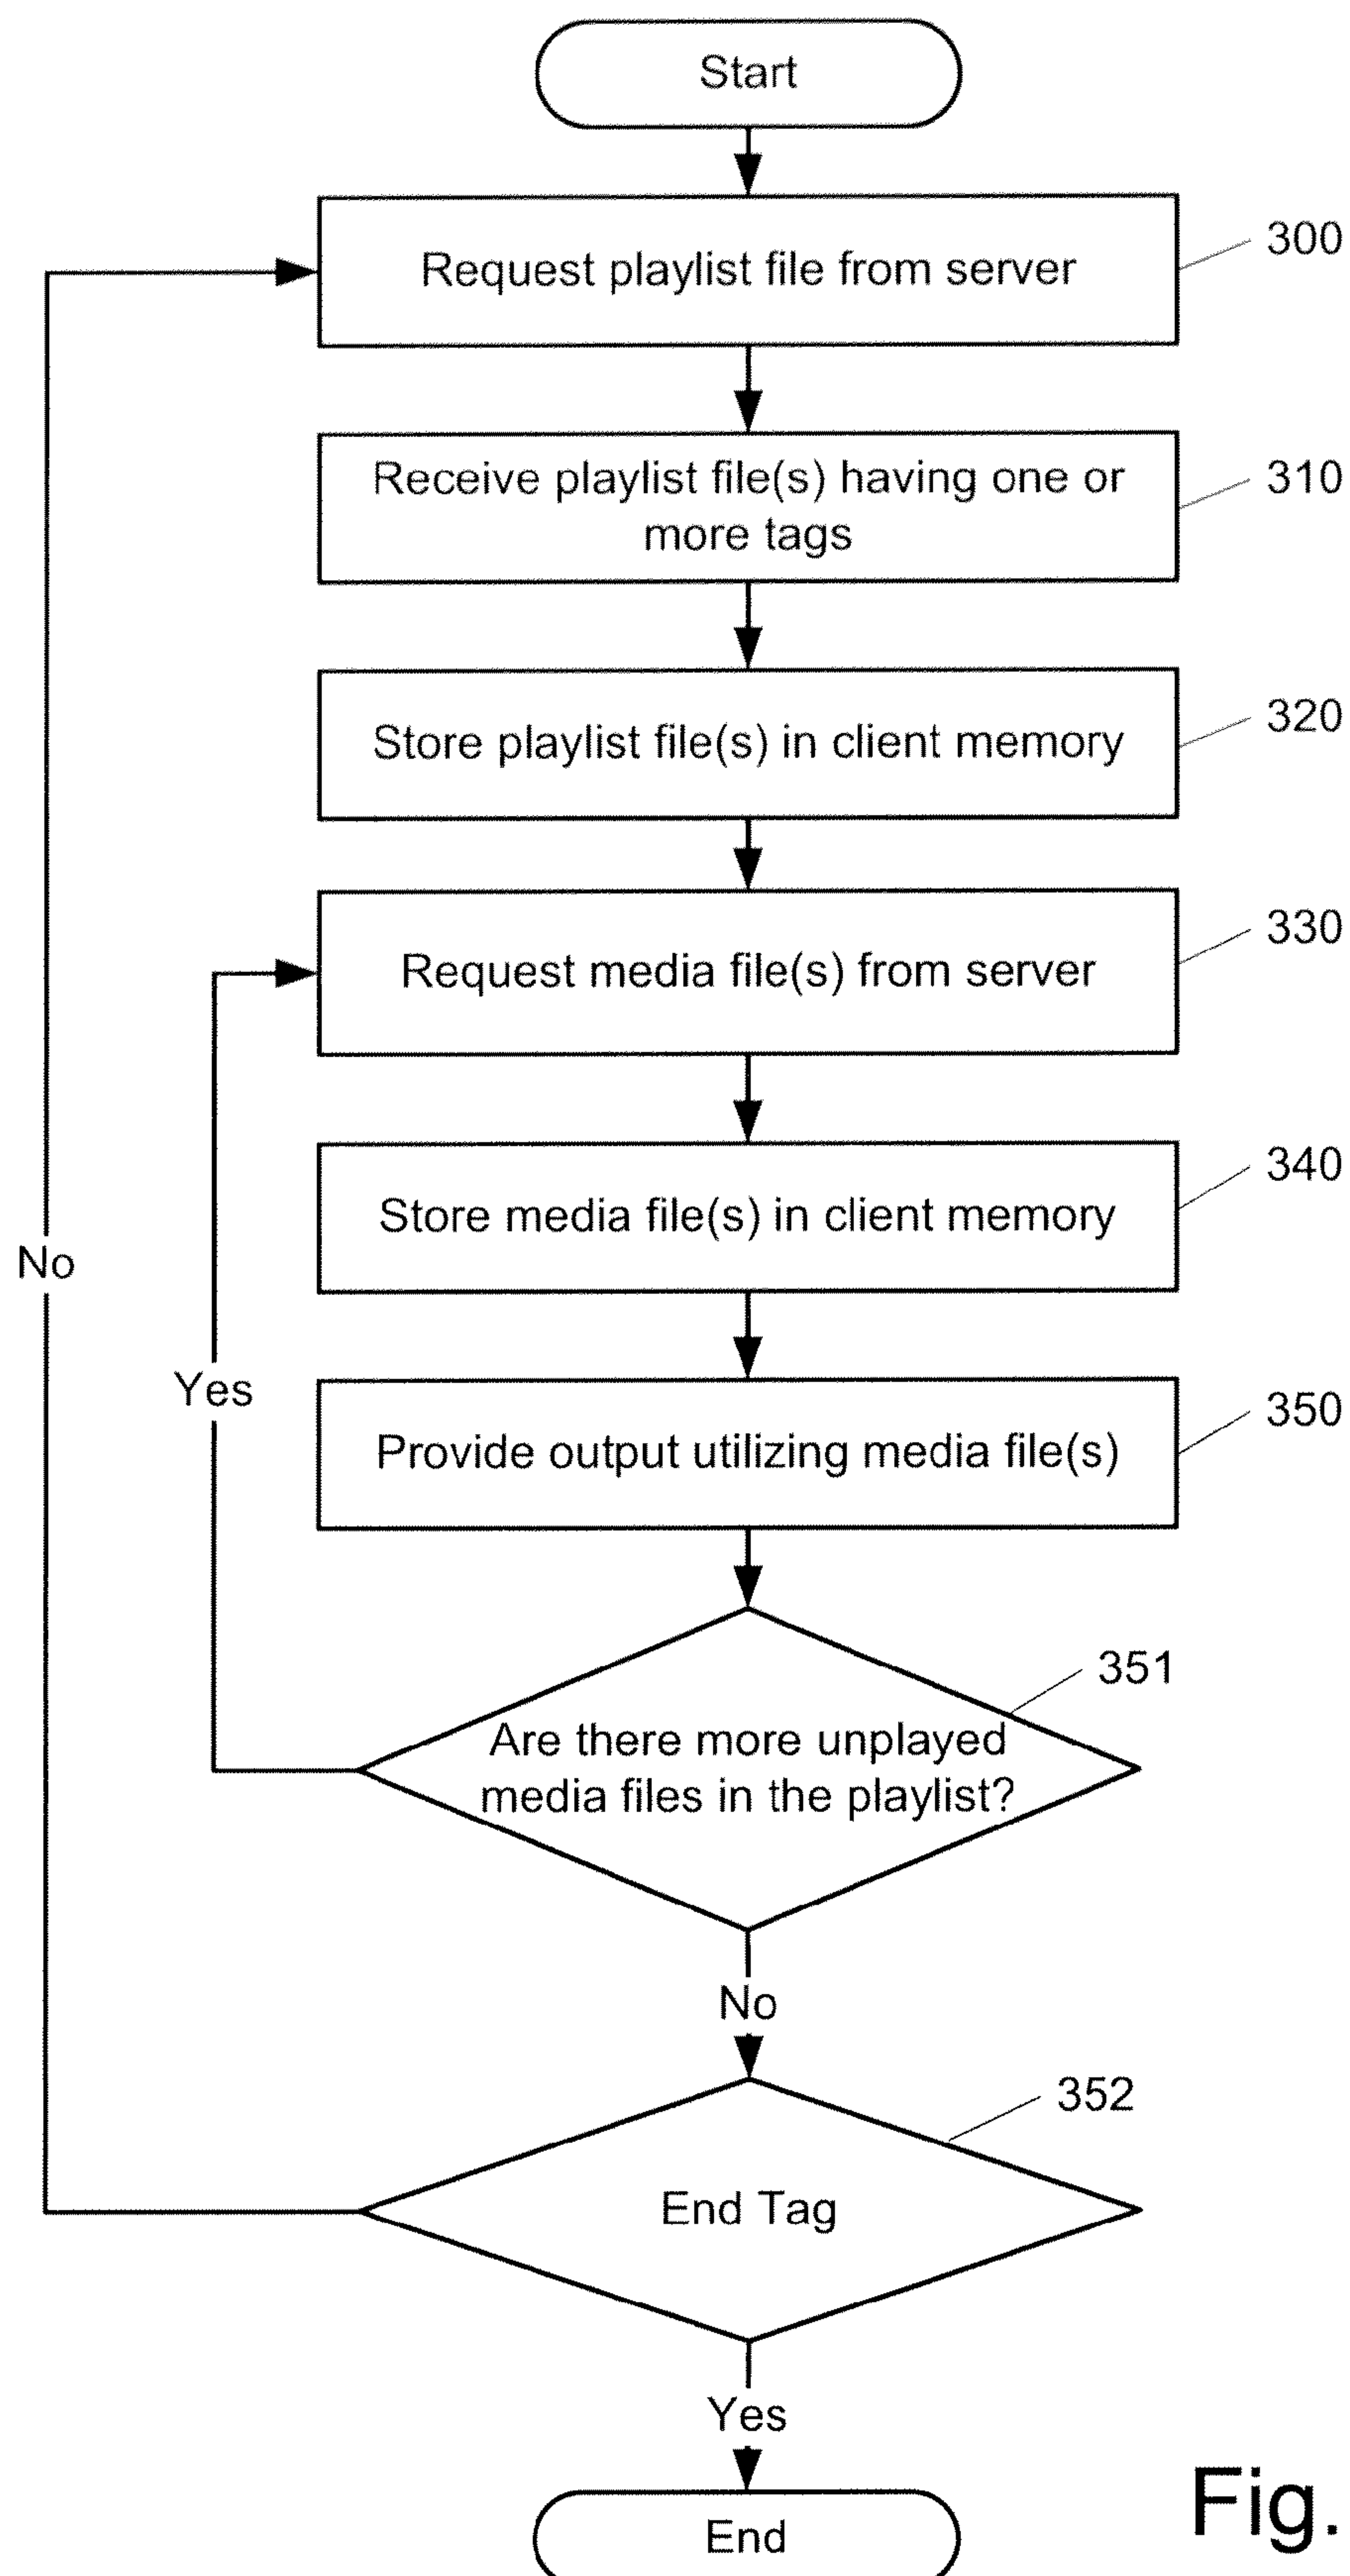 Start
Request playlist file from server
300
Receive playlist file(s) having one or
more tags
310
Store playlist file(s) in client memory
320
Request media file(s) from server
330
Store media file(s) in client memory
340
No
Yes
Provide output utilizing media file(s)
350
351
Are there more unplayed
media files in the playlist?
No
352
End Tag
Yes
End
Fig.